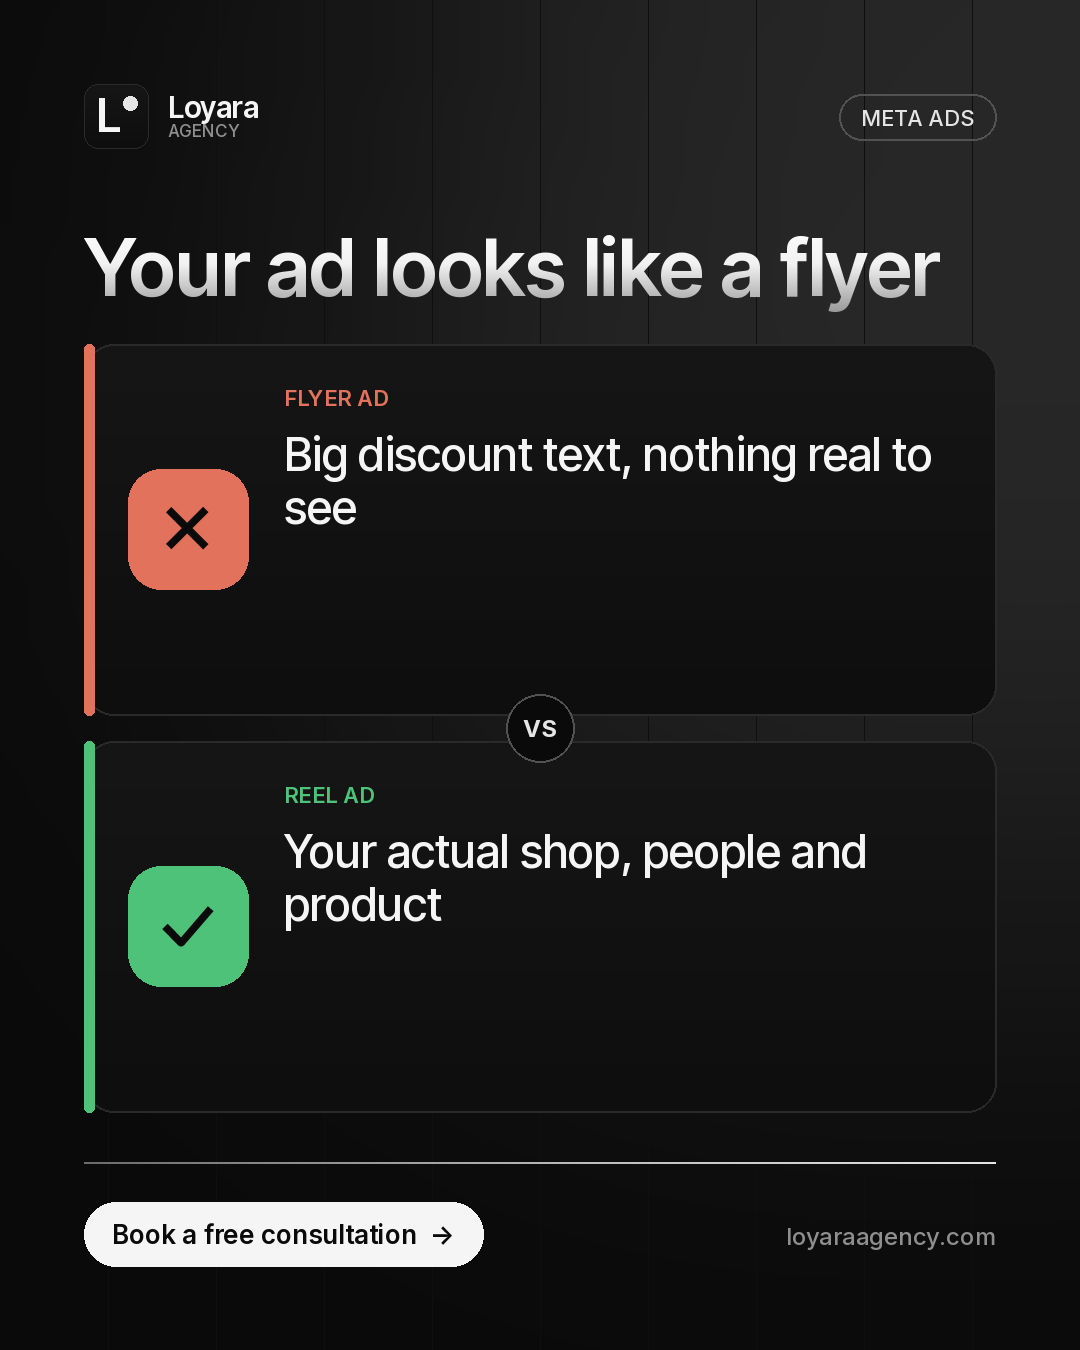 Loyara
AGENCY
META ADS
Your ad looks like a flyer
FLYER AD
Big discount text, nothing real to
see
VS
REEL AD
Your actual shop, people and
product
Book a free consultation →
loyaraagency.com